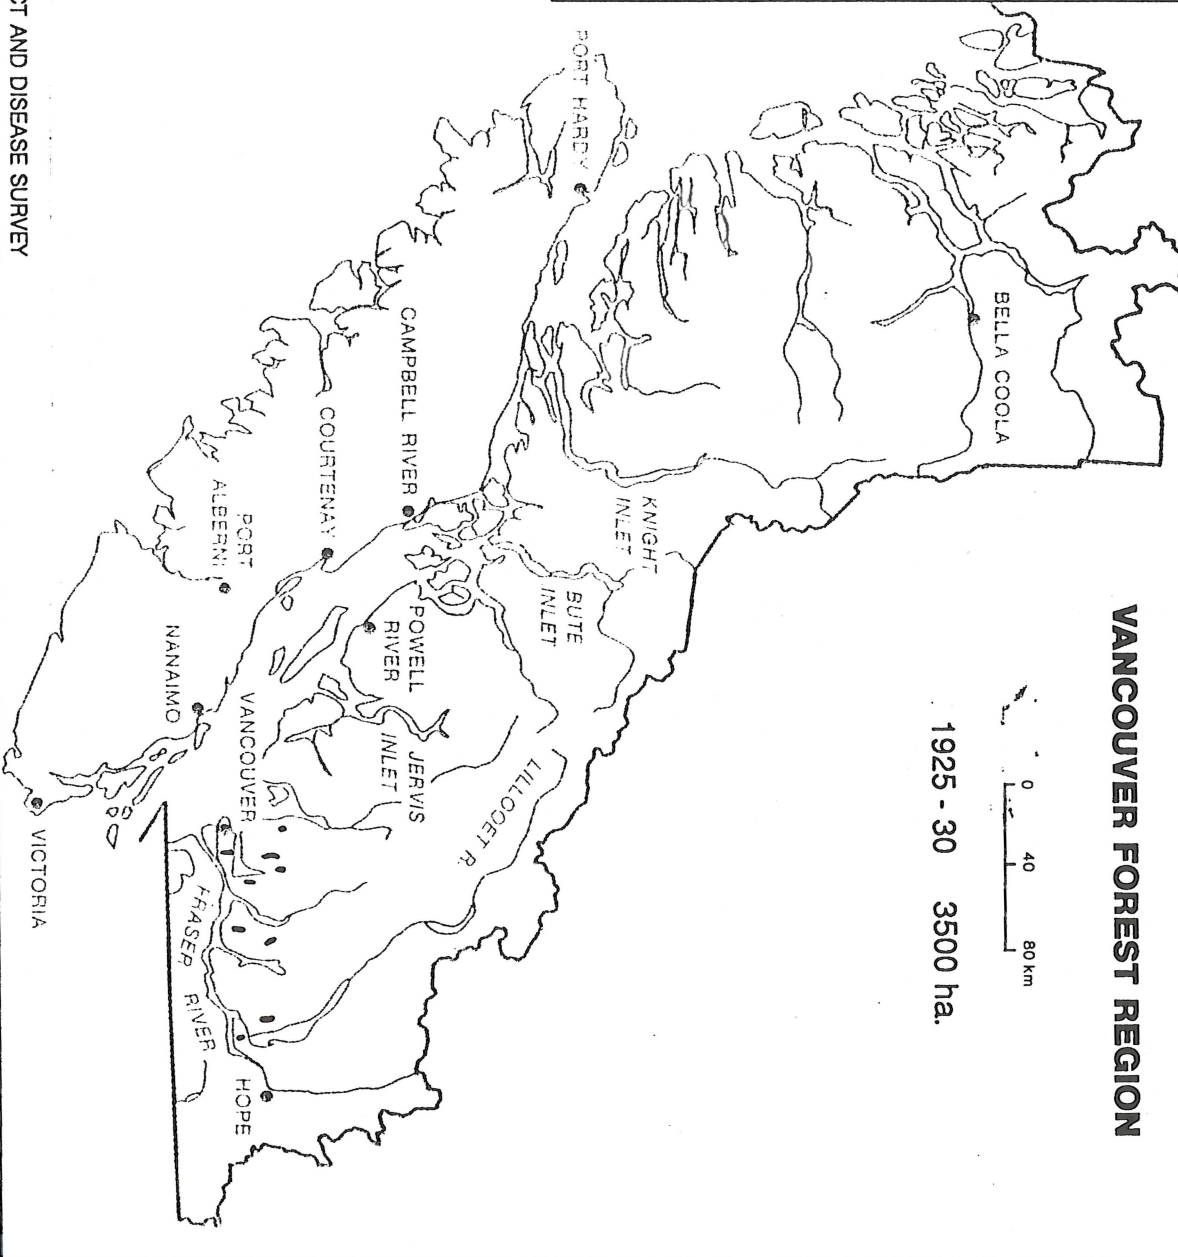 VANCOUVER FOREST REGION
0 40 80 km
1925 - 30 3500 ha.
BELLA COOLA
PORT HARDY
KNIGHT
INLET
BUTE
INLET
CAMPBELL RIVER
COURTENAY
POWELL
RIVER
JERVIS
INLET
LILLOOET R.
PORT
ALBERNI
NANAIMO
VANCOUVER
FRASER RIVER
HOPE
VICTORIA
AND DISEASE SURVEY